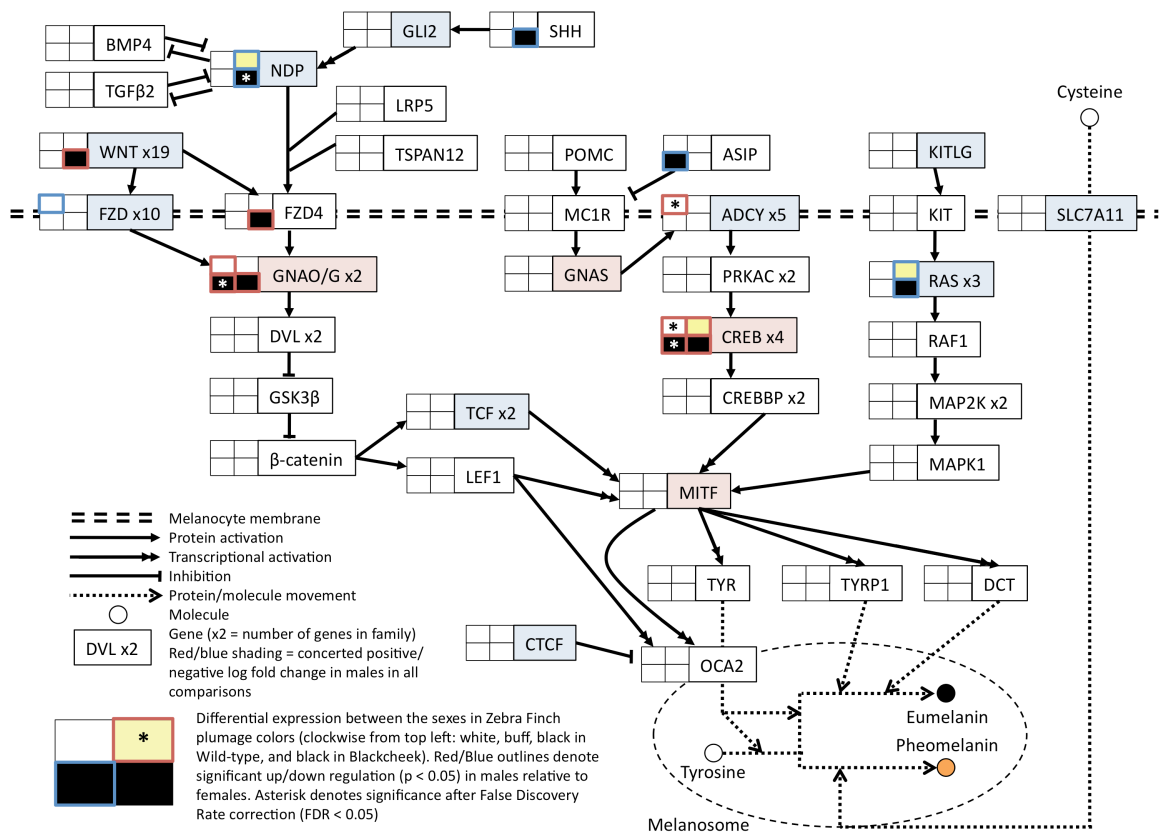 BMP4
GLI2
SHH
NDP
*
TGFβ2
LRP5
Cysteine
WNT x19
TSPAN12
POMC
ASIP
KITLG
FZD x10
FZD4
MC1R
*
ADCY x5
KIT
SLC7A11
GNAO/G x2
*
GNAS
PRKAC x2
RAS x3
DVL x2
*
*
CREB x4
RAF1
GSK3β
CREBBP x2
MAP2K x2
TCF x2
β-catenin
LEF1
MAPK1
MITF
Melanocyte membrane
Protein activation
Transcriptional activation
Inhibition
Protein/molecule movement
Molecule
TYR
TYRP1
DCT
DVL x2
Gene (x2 = number of genes in family)
Red/blue shading = concerted positive/
negative log fold change in males in all
comparisons
CTCF
OCA2
Eumelanin
Pheomelanin
Tyrosine
Melanosome
*
Differential expression between the sexes in Zebra Finch
plumage colors (clockwise from top left: white, buff, black in
Wild-type, and black in Blackcheek). Red/Blue outlines denote
significant up/down regulation (p < 0.05) in males relative to
females. Asterisk denotes significance after False Discovery
Rate correction (FDR < 0.05)